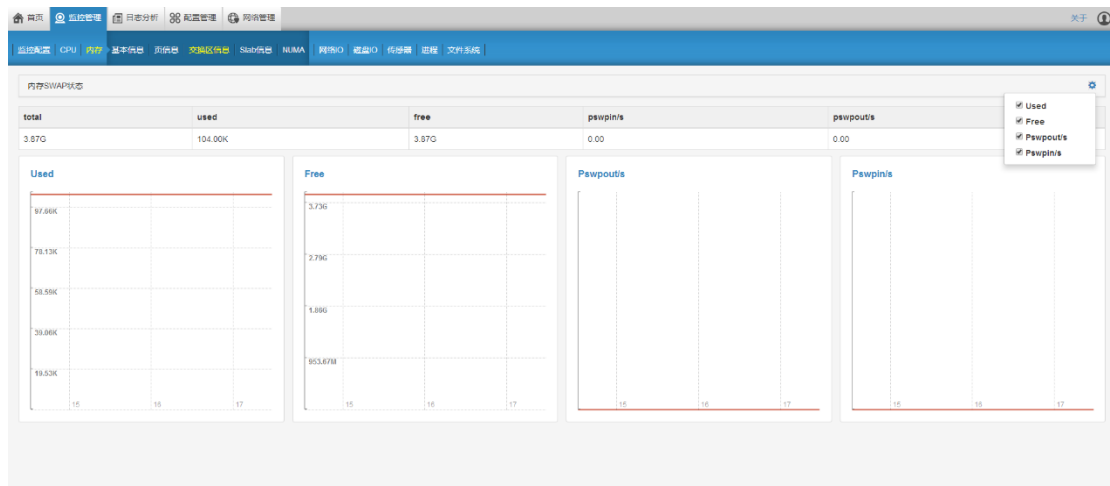 首页 监控管理 日志分析 配置管理 网络管理 关于
监控配置 CPU 内存 基本信息 页信息 交换区信息 Slab信息 NUMA 网络IO 磁盘IO 传感器 进程 文件系统
内存SWAP状态
Used
Free
Pswpout/s
Pswpin/s
total used free pswpin/s pswpout/s
3.87G 104.00K 3.87G 0.00 0.00
Used
97.66K
78.13K
58.59K
39.06K
19.53K
15 16 17
Free
3.73G
2.79G
1.86G
953.67M
15 16 17
Pswpout/s
15 16 17
Pswpin/s
15 16 17